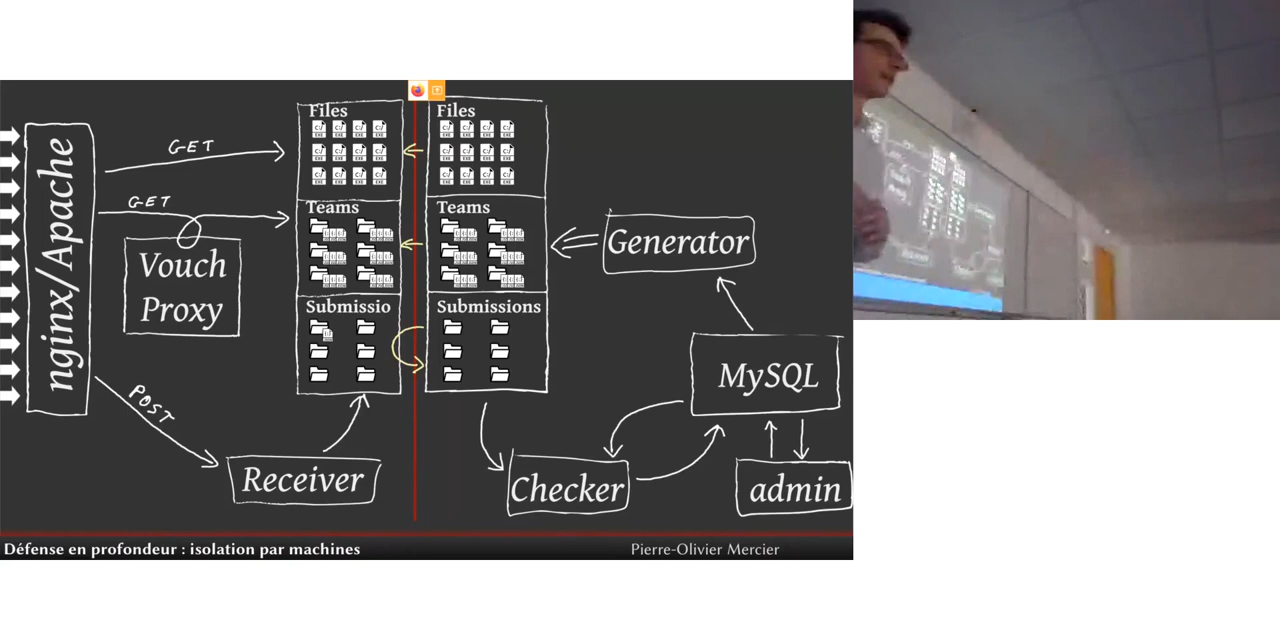 nginx/Apache
GET
GET
Vouch
Proxy
POST
Receiver
Files
Teams
Submissio
Files
Teams
Submissions
Generator
MySQL
Checker
admin
Défense en profondeur : isolation par machines
Pierre-Olivier Mercier